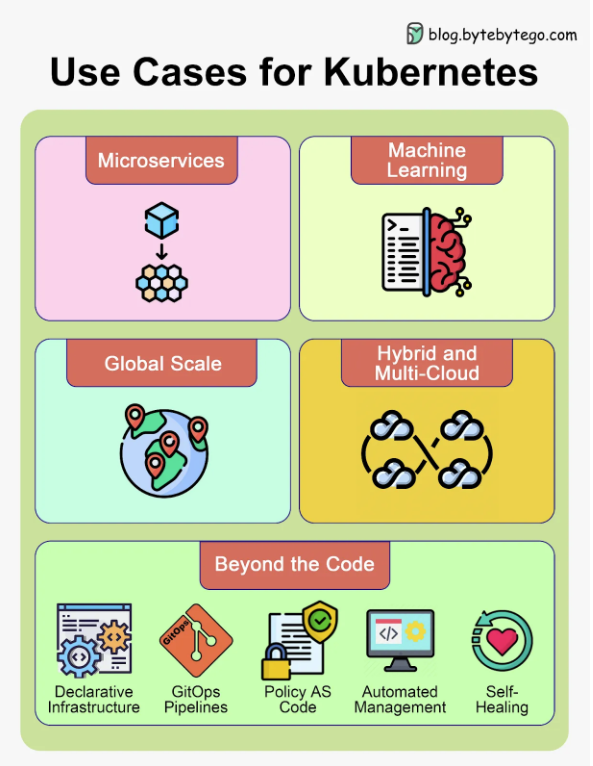 blog.bytebytego.com
Use Cases for Kubernetes
Microservices
Machine
Learning
>_
Global Scale
Hybrid and
Multi-Cloud
Beyond the Code
</>
GitOps
</>
Declarative
Infrastructure
GitOps
Pipelines
Policy AS
Code
Automated
Management
Self-
Healing